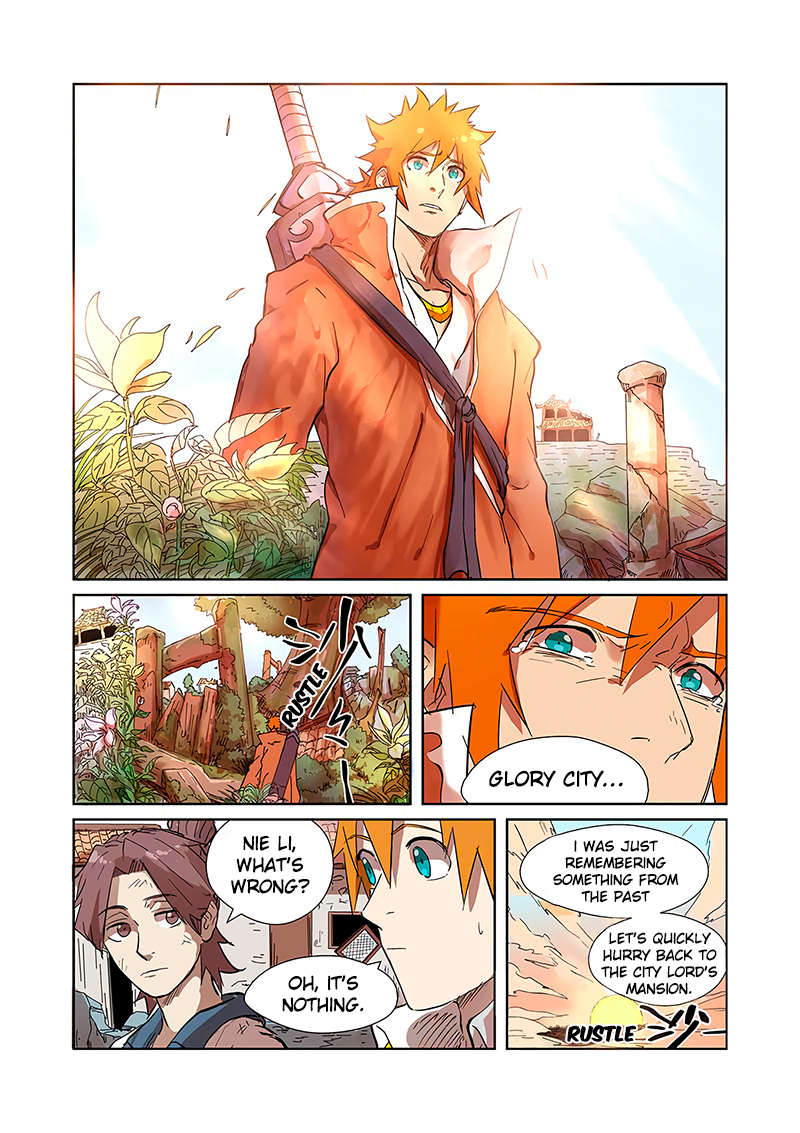 RUSTLE
GLORY CITY...
NIE LI,
WHAT'S
WRONG?
OH, IT'S
NOTHING.
I WAS JUST
REMEMBERING
SOMETHING FROM
THE PAST
LET'S QUICKLY
HURRY BACK TO
THE CITY LORD'S
MANSION.
RUSTLE